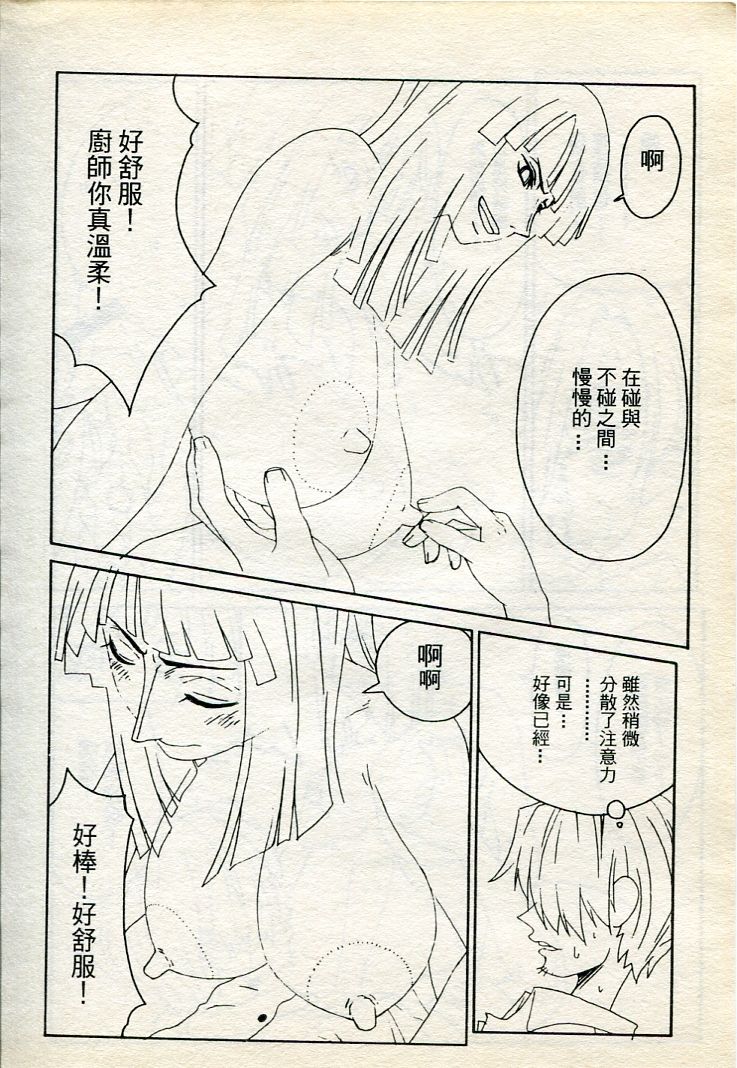 啊
在碰與
不碰之間…
慢慢的…
好舒服！
廚師你真溫柔！
雖然稍微
分散了注意力
…………
可是…
好像已經…
啊
啊
好棒！好舒服！